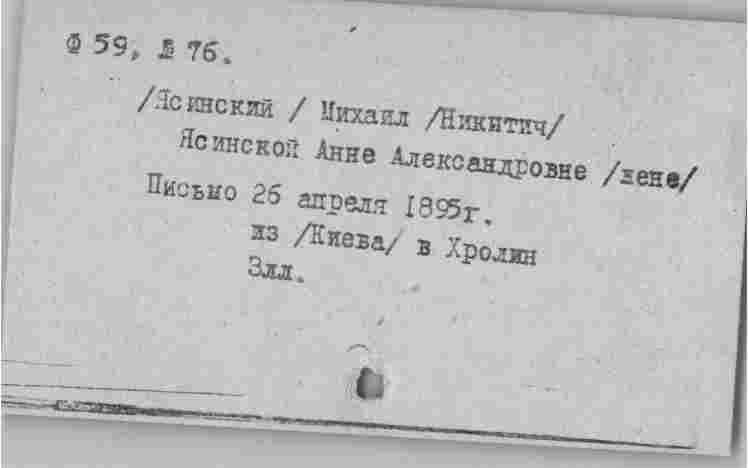 Ф 59, № 76.
/Ясинский / Михаил /Никитич/
Ясинской Анне Александровне /жене/
Письмо 26 апреля 1895г.
из /Киева/ в Хролин
3лл.